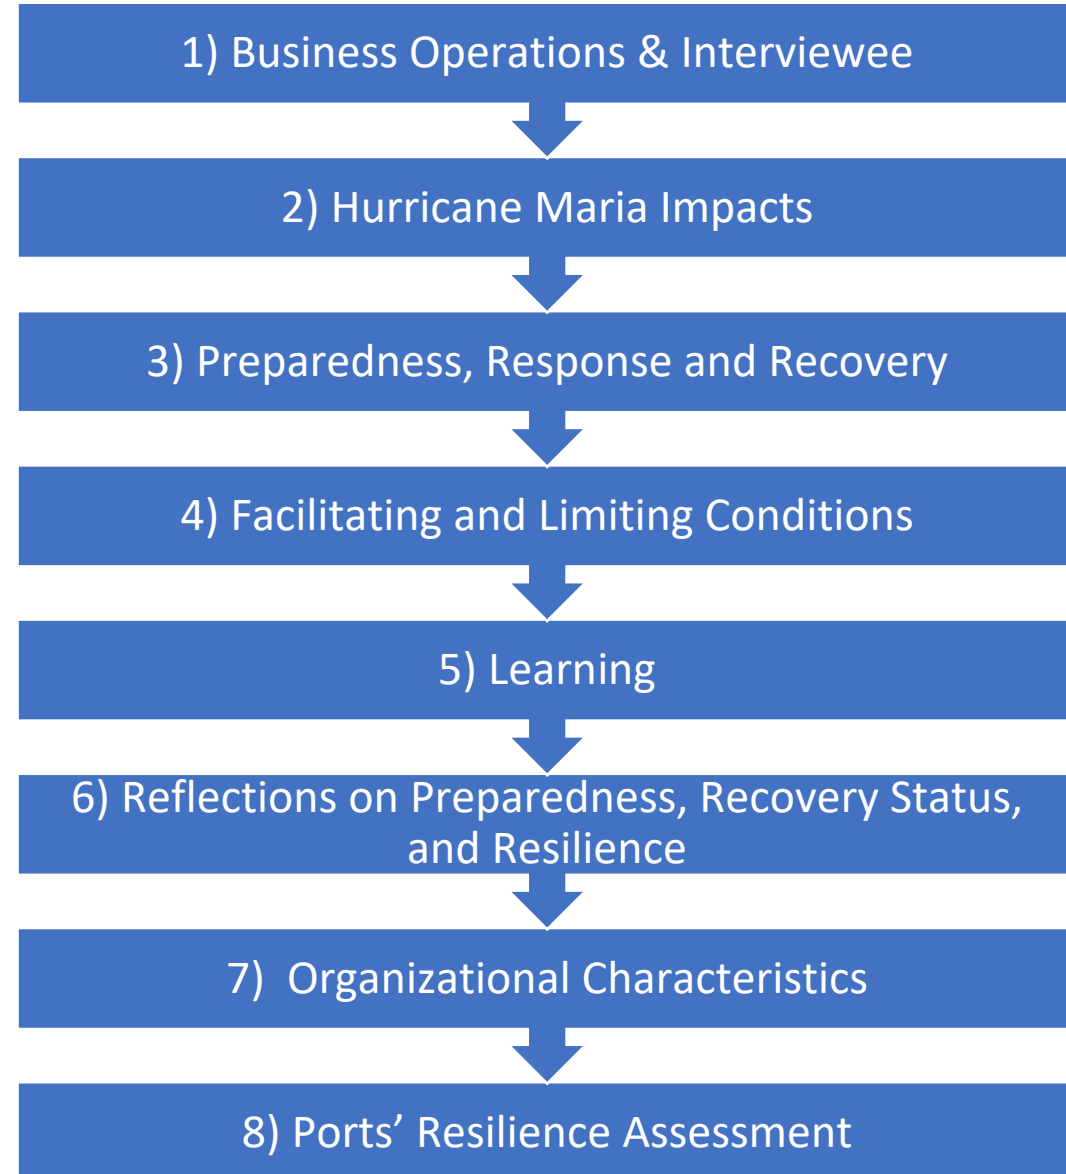 1) Business Operations & Interviewee
2) Hurricane Maria Impacts
3) Preparedness, Response and Recovery
4) Facilitating and Limiting Conditions
5) Learning
6) Reflections on Preparedness, Recovery Status,
and Resilience
7)  Organizational Characteristics
8) Ports’ Resilience Assessment